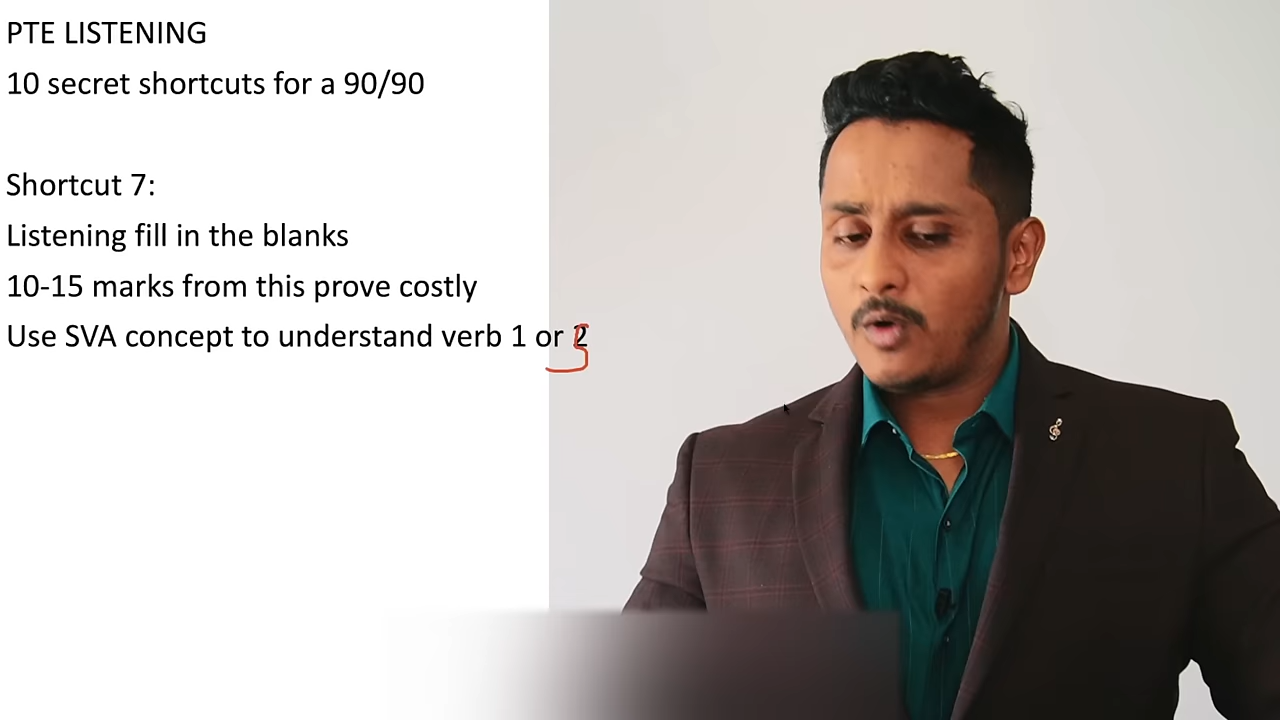 PTE LISTENING
10 secret shortcuts for a 90/90
Shortcut 7:
Listening fill in the blanks
10-15 marks from this prove costly
Use SVA concept to understand verb 1 or 2